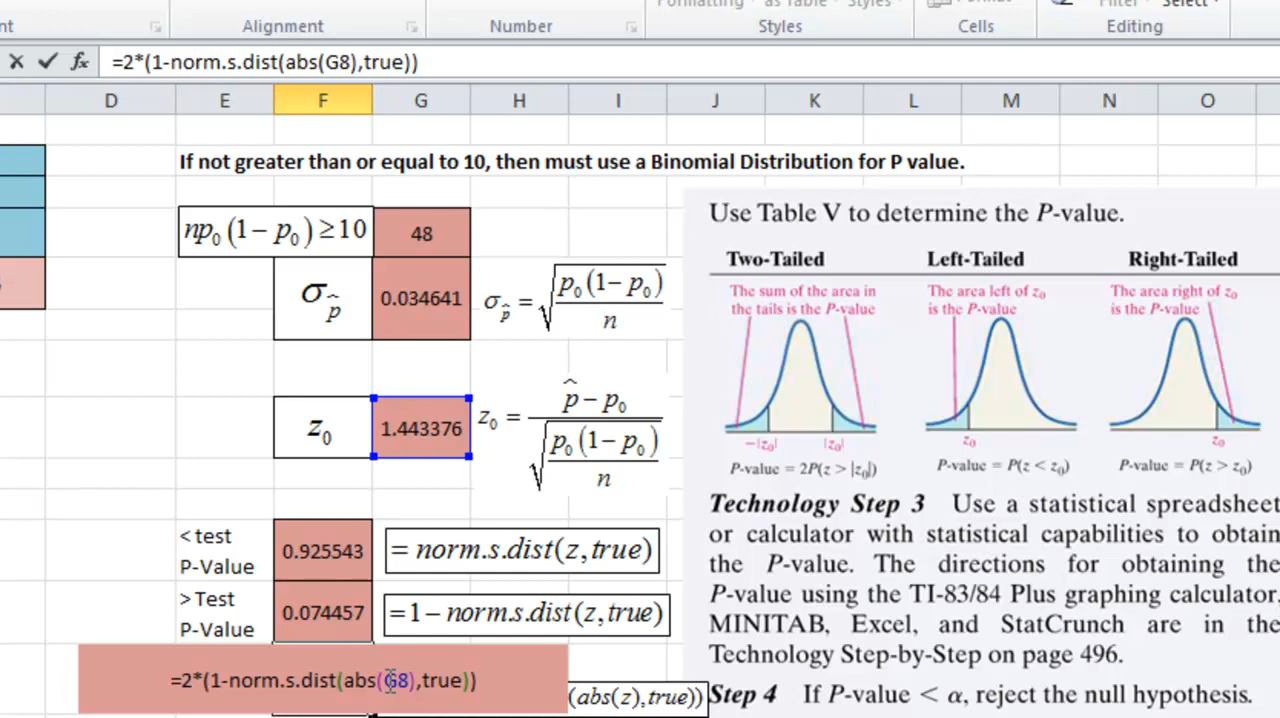 nt
Alignment
Number
Formatting as Table Styles
Styles
Format
Cells
Filter Select
Editing
fx =2*(1-norm.s.dist(abs(G8),true))
D E F G H I J K L M N O
If not greater than or equal to 10, then must use a Binomial Distribution for P value.
np₀(1−p₀)≥10 48
σp̂ 0.034641 σp̂ = √(p₀(1−p₀)/n)
z₀ 1.443376 z₀ = (p̂ − p₀)/√(p₀(1−p₀)/n)
< test
P-Value
0.925543 = norm.s.dist(z,true)
> Test
P-Value
0.074457 =1−norm.s.dist(z,true)
=2*(1-norm.s.dist(abs(G8),true))
(abs(z),true))
Use Table V to determine the P-value.
Two-Tailed Left-Tailed Right-Tailed
The sum of the area in
the tails is the P-value
The area left of z₀
is the P-value
The area right of z₀
is the P-value
−|z₀| |z₀| z₀ z₀
P-value = 2P(z > |z₀|) P-value = P(z < z₀) P-value = P(z > z₀)
Technology Step 3 Use a statistical spreadsheet
or calculator with statistical capabilities to obtain
the P-value. The directions for obtaining the
P-value using the TI-83/84 Plus graphing calculator,
MINITAB, Excel, and StatCrunch are in the
Technology Step-by-Step on page 496.
Step 4 If P-value < α, reject the null hypothesis.